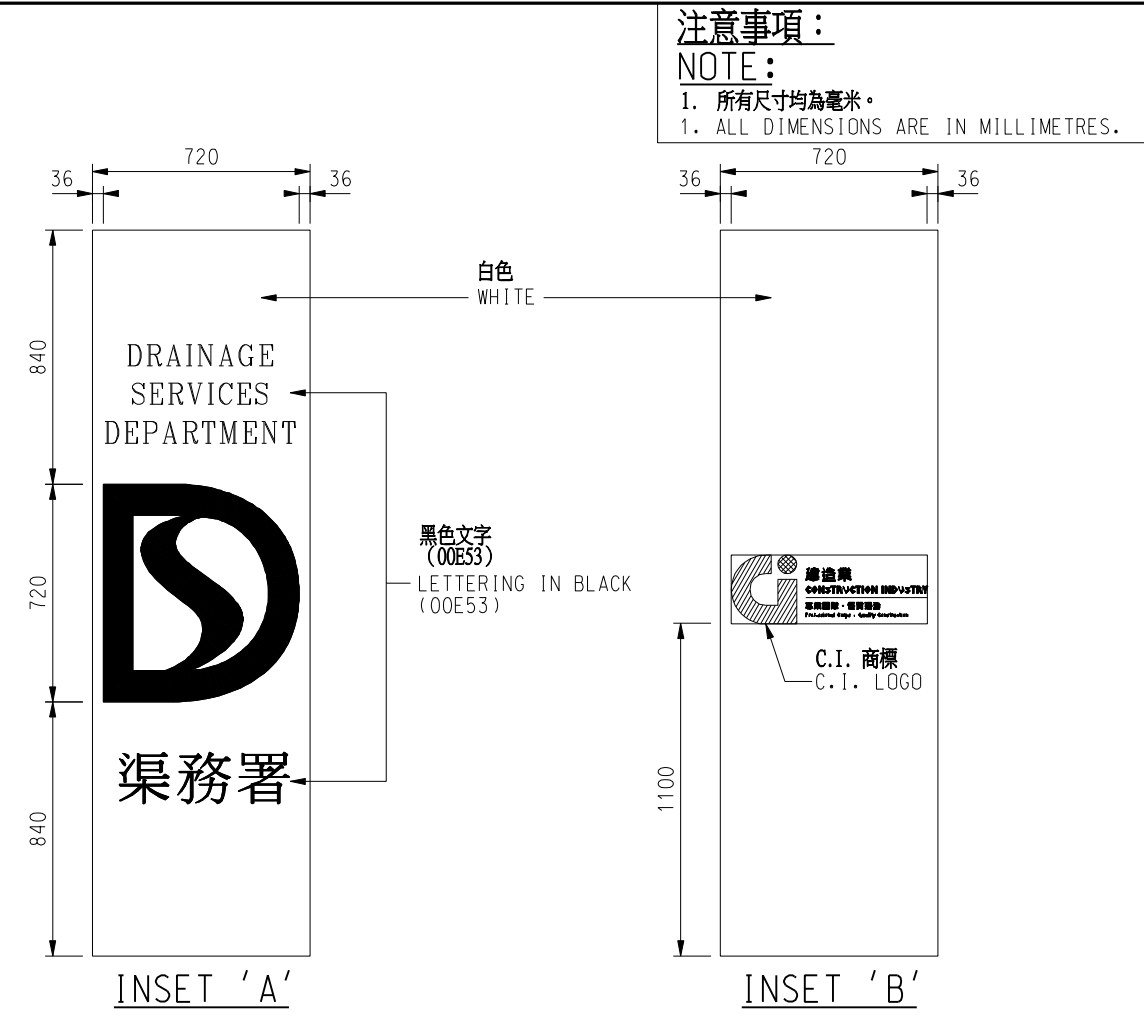 注意事項：
NOTE:
1. 所有尺寸均為毫米。
1. ALL DIMENSIONS ARE IN MILLIMETRES.
720
36
36
720
36
36
白色
WHITE
840
DRAINAGE
SERVICES
DEPARTMENT
720
黑色文字
(00E53)
LETTERING IN BLACK
(00E53)
渠務署
840
建造業
CONSTRUCTION INDUSTRY
C.I. 商標
C.I. LOGO
1100
INSET 'A'
INSET 'B'